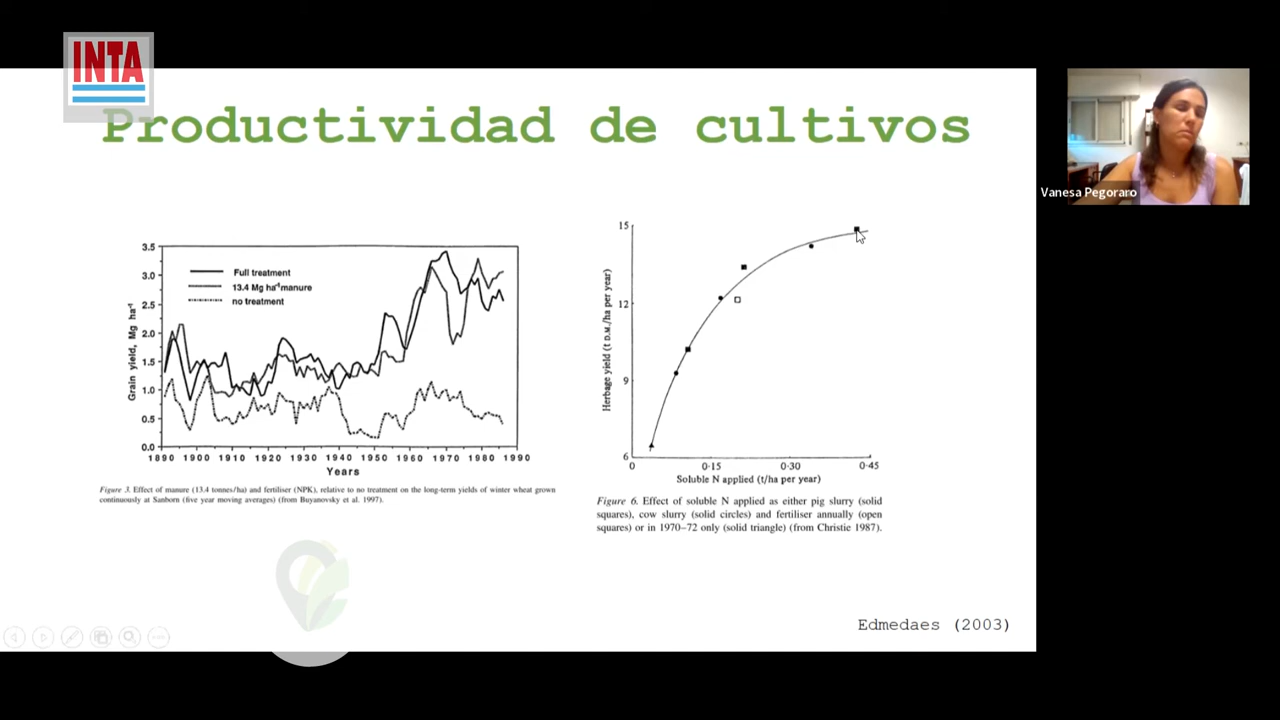 INTA
Productividad de cultivos
Vanesa Pegoraro
3.5
3.0
2.5
2.0
1.5
1.0
0.5
0.0
Grain yield, Mg ha⁻¹
Full treatment
13.4 Mg ha⁻¹manure
no treatment
1890 1900 1910 1920 1930 1940 1950 1960 1970 1980 1990
Years
Figure 3. Effect of manure (13.4 tonnes/ha) and fertiliser (NPK), relative to no treatment on the long-term yields of winter wheat grown
continuously at Sanborn (five year moving averages) (from Buyanovsky et al. 1997).
15
12
9
6
Herbage yield (t D.M./ha per year)
0 0·15 0·30 0·45
Soluble N applied (t/ha per year)
Figure 6. Effect of soluble N applied as either pig slurry (solid
squares), cow slurry (solid circles) and fertiliser annually (open
squares) or in 1970–72 only (solid triangle) (from Christie 1987).
Edmedaes (2003)